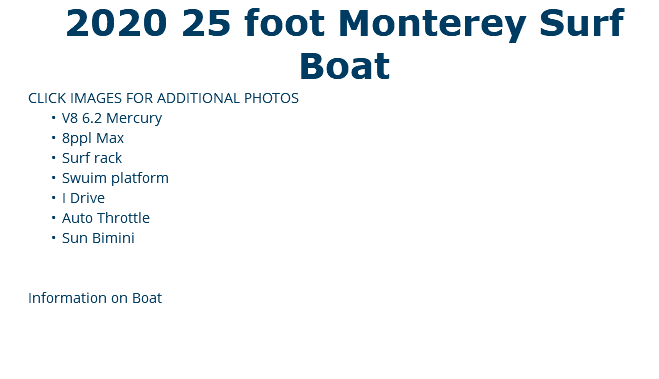 2020 25 foot Monterey Surf
Boat
CLICK IMAGES FOR ADDITIONAL PHOTOS
• V8 6.2 Mercury
• 8ppl Max
• Surf rack
• Swuim platform
• I Drive
• Auto Throttle
• Sun Bimini
Information on Boat